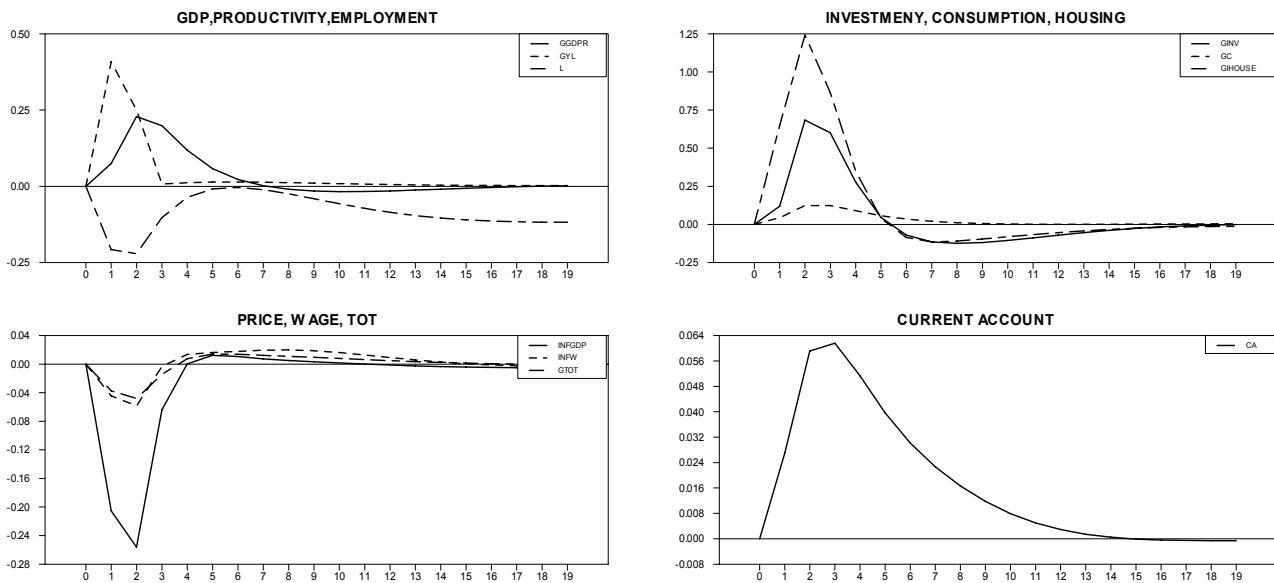 GDP,PRODUCTIVITY,EMPLOYMENT
0.50
0.25
0.00
-0.25
GGDPR
GYL
L
0 1 2 3 4 5 6 7 8 9 10 11 12 13 14 15 16 17 18 19
INVESTMENY, CONSUMPTION, HOUSING
1.25
1.00
0.75
0.50
0.25
0.00
-0.25
GINV
GC
GIHOUSE
0 1 2 3 4 5 6 7 8 9 10 11 12 13 14 15 16 17 18 19
PRICE, WAGE, TOT
0.04
0.00
-0.04
-0.08
-0.12
-0.16
-0.20
-0.24
-0.28
INFGDP
INFW
GTOT
0 1 2 3 4 5 6 7 8 9 10 11 12 13 14 15 16 17 18 19
CURRENT ACCOUNT
0.064
0.056
0.048
0.040
0.032
0.024
0.016
0.008
0.000
-0.008
CA
0 1 2 3 4 5 6 7 8 9 10 11 12 13 14 15 16 17 18 19